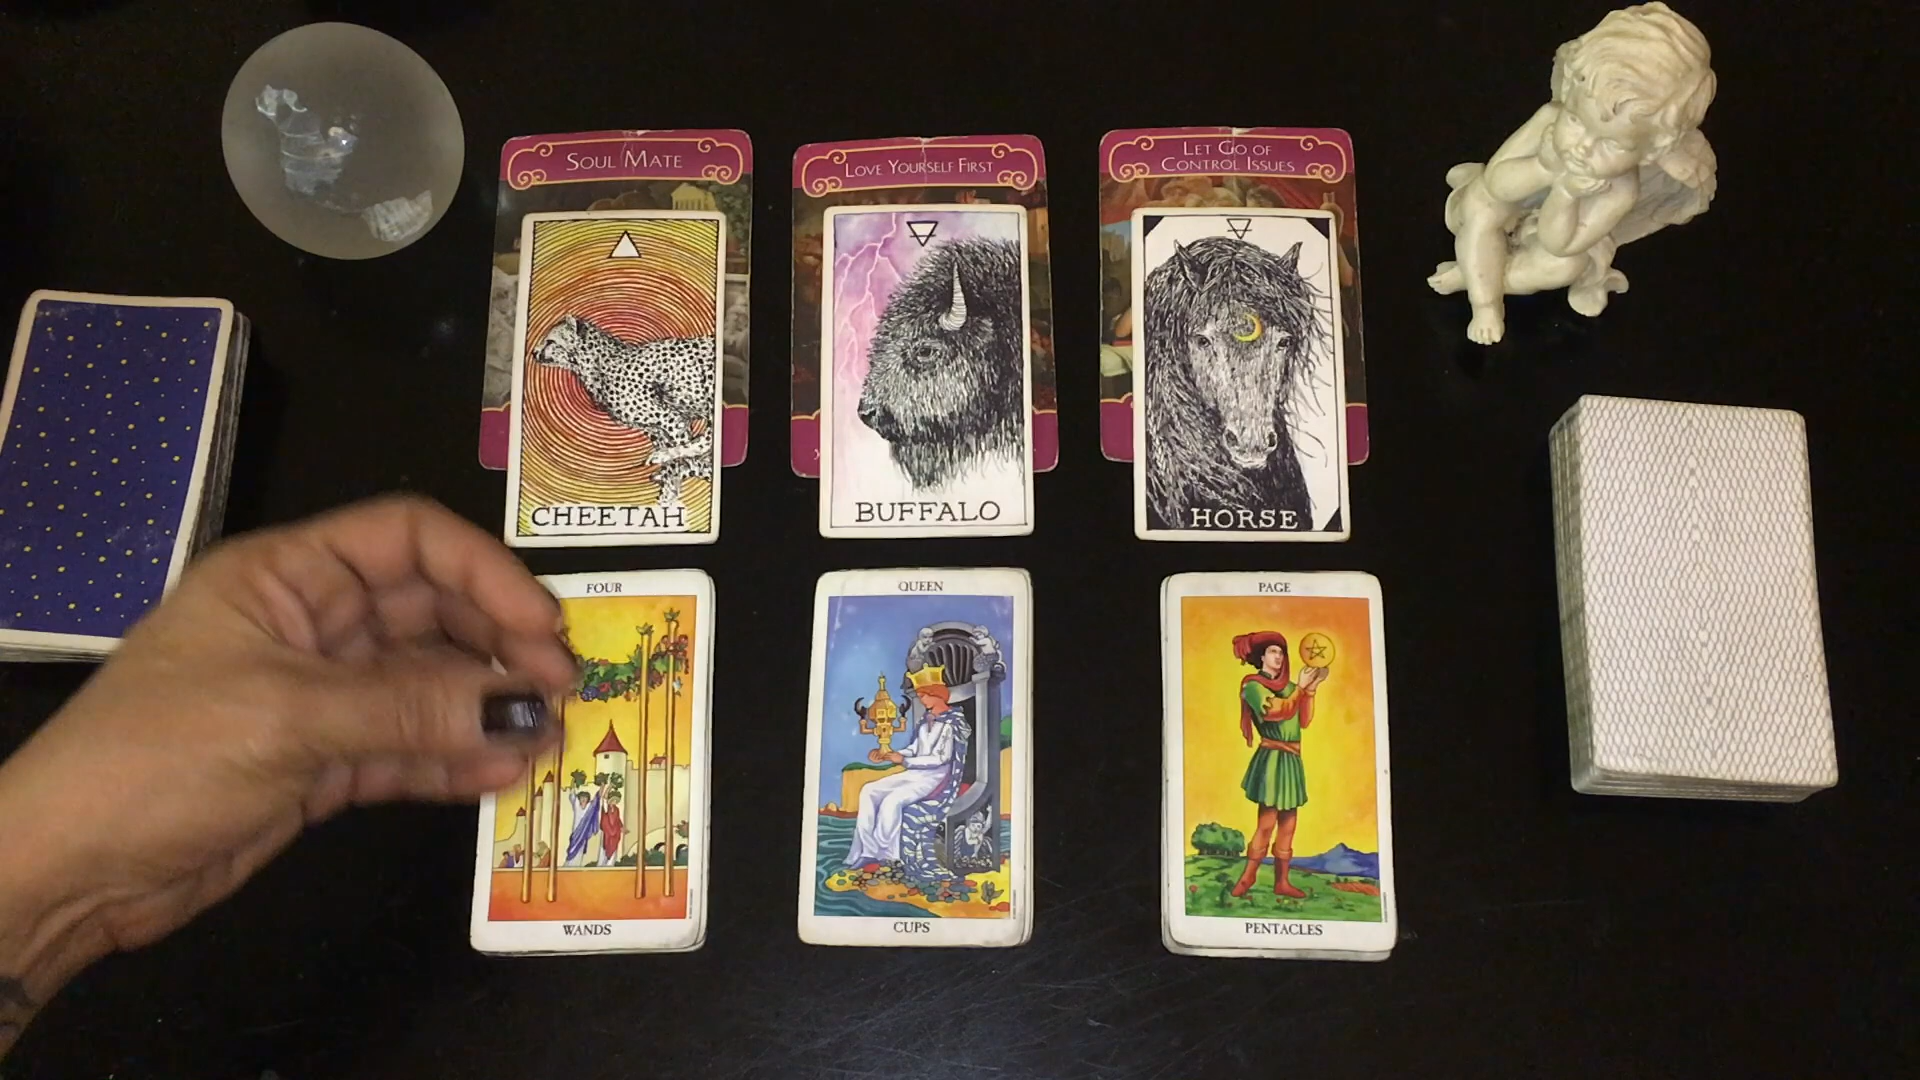 SOUL MATE
LOVE YOURSELF FIRST
LET GO OF
CONTROL ISSUES
CHEETAH
BUFFALO
HORSE
FOUR
QUEEN
PAGE
WANDS
CUPS
PENTACLES